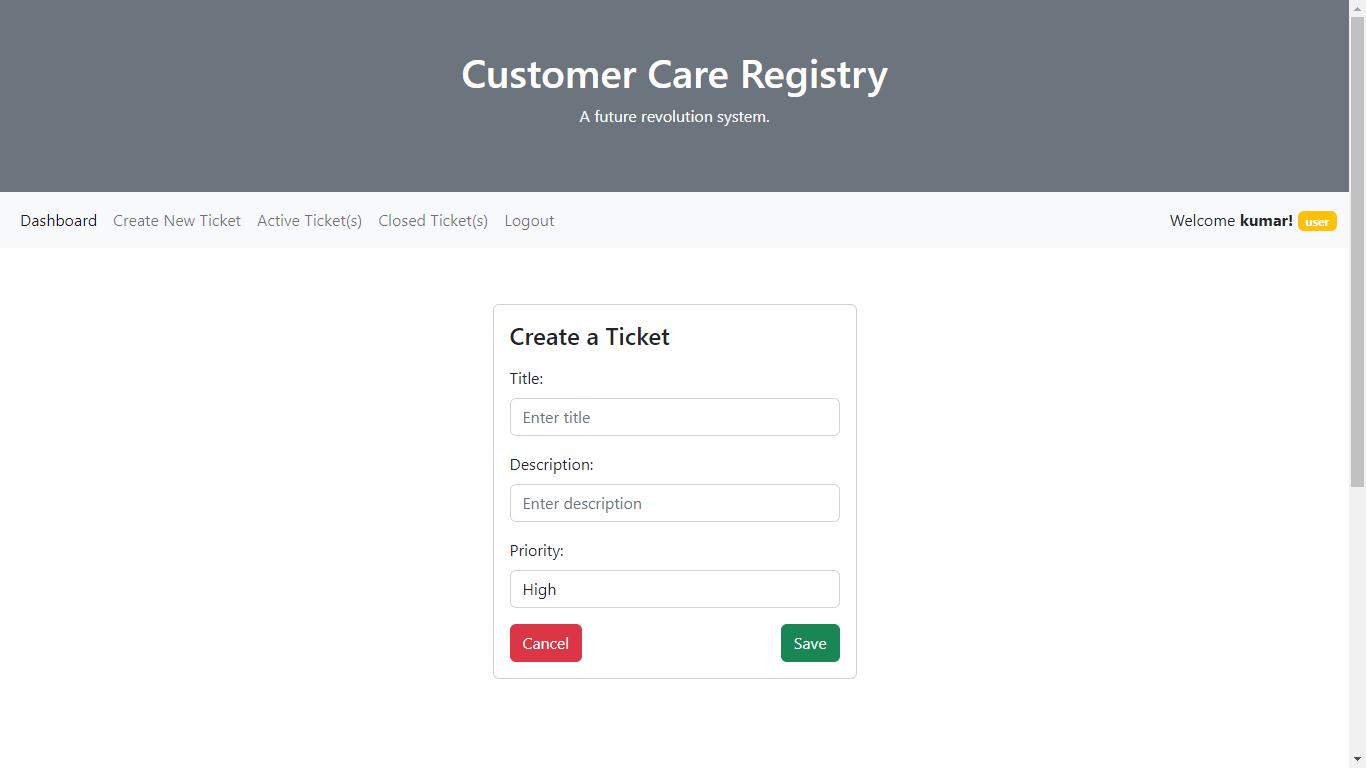 Customer Care Registry
A future revolution system.
Dashboard Create New Ticket Active Ticket(s) Closed Ticket(s) Logout Welcome kumar! user
Create a Ticket
Title:
Enter title
Description:
Enter description
Priority:
High
Cancel Save